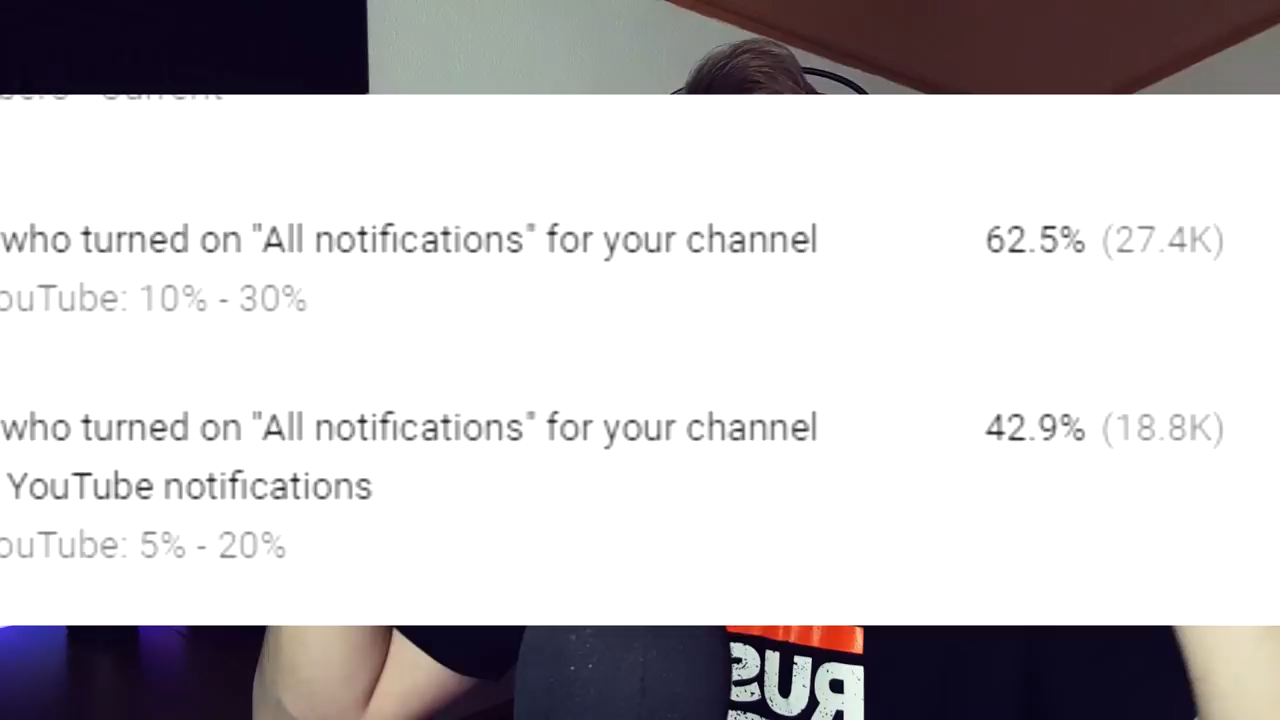 who turned on "All notifications" for your channel 62.5% (27.4K)
ouTube: 10% - 30%
who turned on "All notifications" for your channel 42.9% (18.8K)
YouTube notifications
ouTube: 5% - 20%
RUS